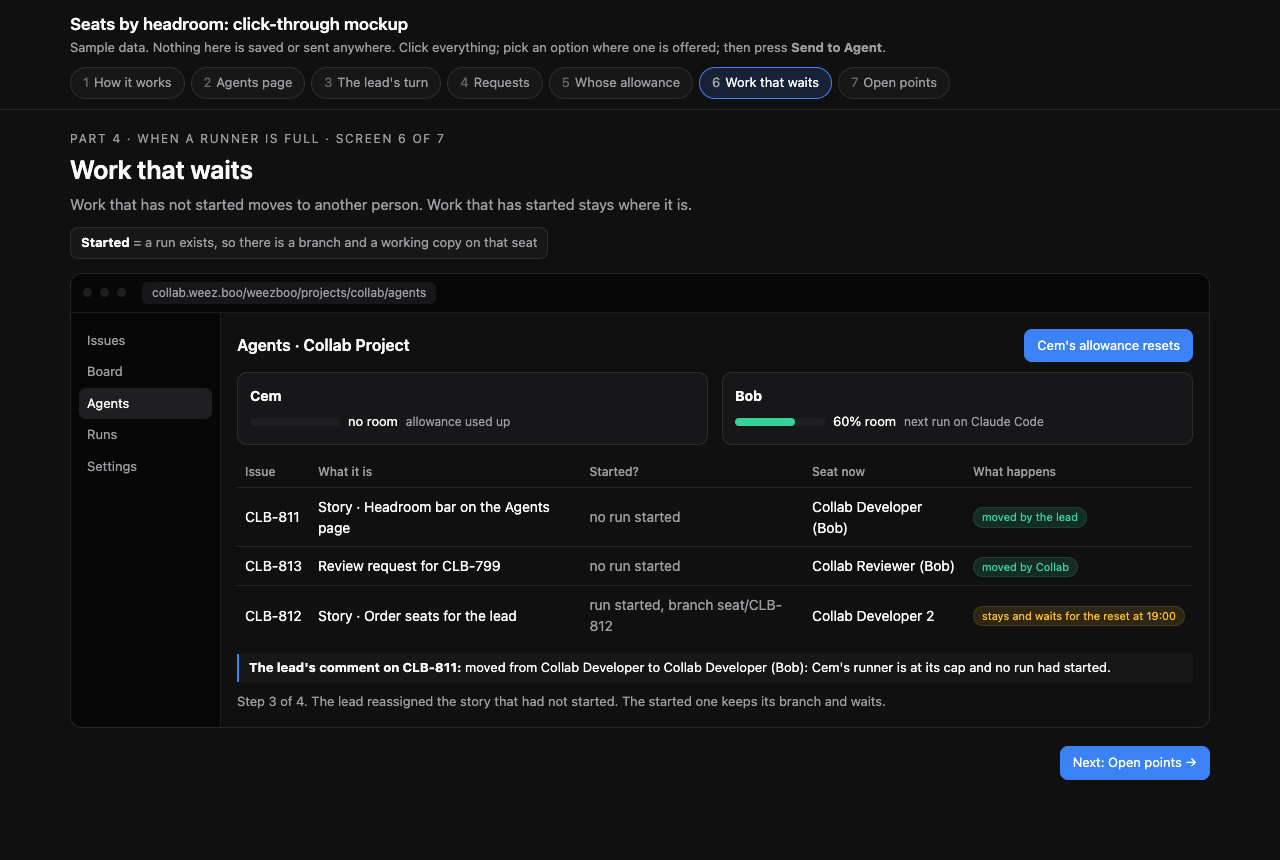 Seats by headroom: click-through mockup
Sample data. Nothing here is saved or sent anywhere. Click everything; pick an option where one is offered; then press Send to Agent.
1 How it works
2 Agents page
3 The lead's turn
4 Requests
5 Whose allowance
6 Work that waits
7 Open points
PART 4 · WHEN A RUNNER IS FULL · SCREEN 6 OF 7
Work that waits
Work that has not started moves to another person. Work that has started stays where it is.
Started = a run exists, so there is a branch and a working copy on that seat
collab.weez.boo/weezboo/projects/collab/agents
Issues
Board
Agents
Runs
Settings
Agents · Collab Project
Cem's allowance resets
Cem
no room allowance used up
Bob
60% room next run on Claude Code
Issue What it is Started? Seat now What happens
CLB-811 Story · Headroom bar on the Agents page no run started Collab Developer (Bob) moved by the lead
CLB-813 Review request for CLB-799 no run started Collab Reviewer (Bob) moved by Collab
CLB-812 Story · Order seats for the lead run started, branch seat/CLB-812 Collab Developer 2 stays and waits for the reset at 19:00
The lead's comment on CLB-811: moved from Collab Developer to Collab Developer (Bob): Cem's runner is at its cap and no run had started.
Step 3 of 4. The lead reassigned the story that had not started. The started one keeps its branch and waits.
Next: Open points →